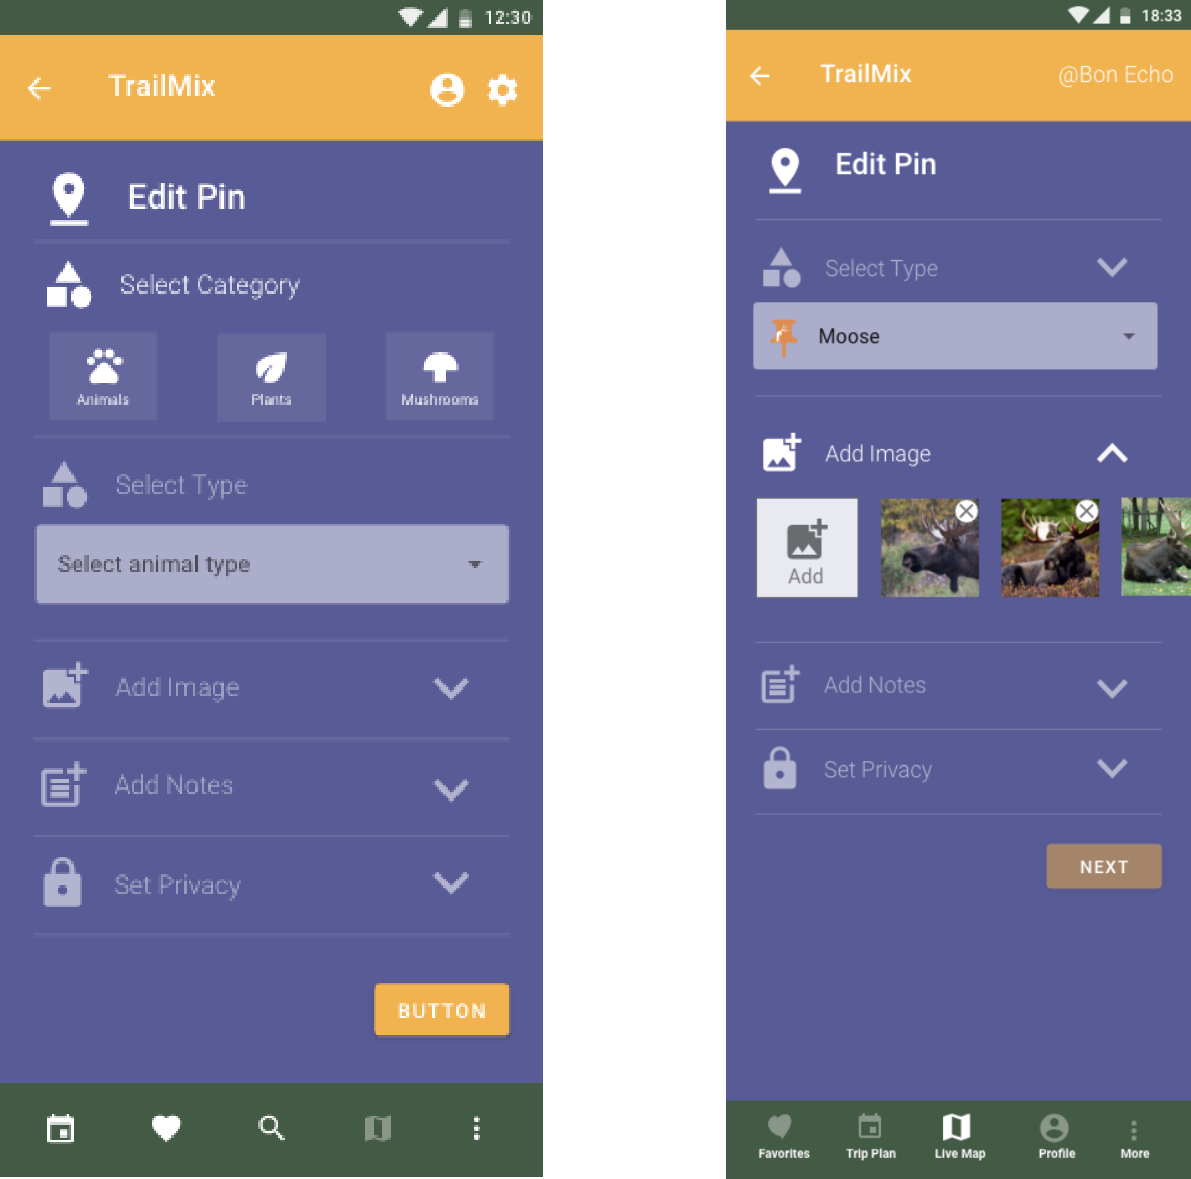 12:30
TrailMix
Edit Pin
Select Category
Animals Plants Mushrooms
Select Type
Select animal type
Add Image
Add Notes
Set Privacy
BUTTON
18:33
TrailMix @Bon Echo
Edit Pin
Select Type
Moose
Add Image
Add
Add Notes
Set Privacy
NEXT
Favorites Trip Plan Live Map Profile More